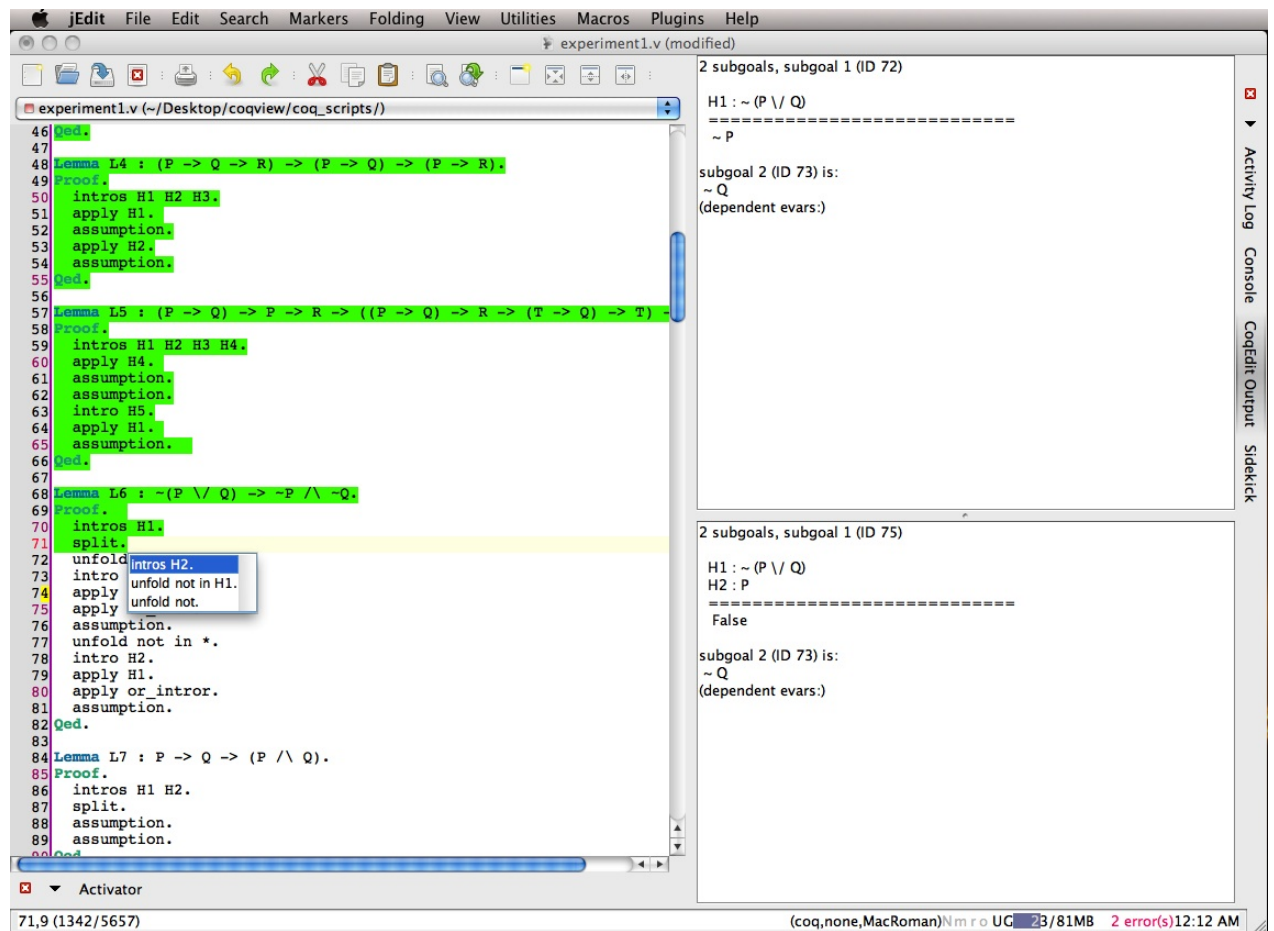 jEdit File Edit Search Markers Folding View Utilities Macros Plugins Help
experiment1.v (modified)
experiment1.v (~/Desktop/coqview/coq_scripts/)
46 Qed.
47
48 Lemma L4 : (P -> Q -> R) -> (P -> Q) -> (P -> R).
49 Proof.
50 intros H1 H2 H3.
51 apply H1.
52 assumption.
53 apply H2.
54 assumption.
55 Qed.
56
57 Lemma L5 : (P -> Q) -> P -> R -> ((P -> Q) -> R -> (T -> Q) -> T) -
58 Proof.
59 intros H1 H2 H3 H4.
60 apply H4.
61 assumption.
62 assumption.
63 intro H5.
64 apply H1.
65 assumption.
66 Qed.
67
68 Lemma L6 : ~(P \/ Q) -> ~P /\ ~Q.
69 Proof.
70 intros H1.
71 split.
72 unfold
73 intro
74 apply
75 apply
76 assumption.
77 unfold not in *.
78 intro H2.
79 apply H1.
80 apply or_intror.
81 assumption.
82 Qed.
83
84 Lemma L7 : P -> Q -> (P /\ Q).
85 Proof.
86 intros H1 H2.
87 split.
88 assumption.
89 assumption.
90 Qed
intros H2.
unfold not in H1.
unfold not.
2 subgoals, subgoal 1 (ID 72)
H1 : ~ (P \/ Q)
============================
~ P
subgoal 2 (ID 73) is:
~ Q
(dependent evars:)
2 subgoals, subgoal 1 (ID 75)
H1 : ~ (P \/ Q)
H2 : P
============================
False
subgoal 2 (ID 73) is:
~ Q
(dependent evars:)
Activity Log
Console
CoqEdit Output
Sidekick
Activator
71,9 (1342/5657)
(coq,none,MacRoman)N m r o UG 23/81MB 2 error(s)12:12 AM